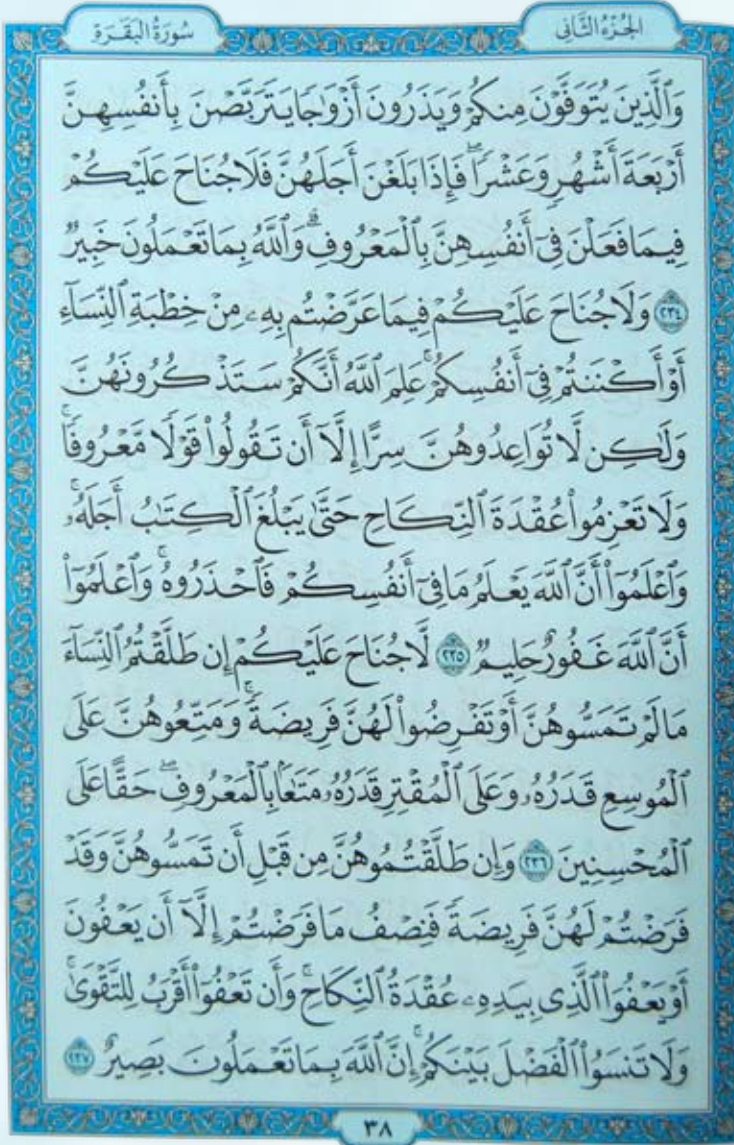 الجُزْءُ الثَّانِي
سُورَةُ البَقَرَةِ
وَٱلَّذِينَ يُتَوَفَّوْنَ مِنكُمْ وَيَذَرُونَ أَزْوَٰجًا يَتَرَبَّصْنَ بِأَنفُسِهِنَّ
أَرْبَعَةَ أَشْهُرٍ وَعَشْرًا ۖ فَإِذَا بَلَغْنَ أَجَلَهُنَّ فَلَا جُنَاحَ عَلَيْكُمْ
فِيمَا فَعَلْنَ فِىٓ أَنفُسِهِنَّ بِٱلْمَعْرُوفِ ۗ وَٱللَّهُ بِمَا تَعْمَلُونَ خَبِيرٌ
٢٣٤ وَلَا جُنَاحَ عَلَيْكُمْ فِيمَا عَرَّضْتُم بِهِۦ مِنْ خِطْبَةِ ٱلنِّسَآءِ
أَوْ أَكْنَنتُمْ فِىٓ أَنفُسِكُمْ ۚ عَلِمَ ٱللَّهُ أَنَّكُمْ سَتَذْكُرُونَهُنَّ
وَلَٰكِن لَّا تُوَاعِدُوهُنَّ سِرًّا إِلَّآ أَن تَقُولُوا۟ قَوْلًا مَّعْرُوفًا ۚ
وَلَا تَعْزِمُوا۟ عُقْدَةَ ٱلنِّكَاحِ حَتَّىٰ يَبْلُغَ ٱلْكِتَٰبُ أَجَلَهُۥ ۚ
وَٱعْلَمُوٓا۟ أَنَّ ٱللَّهَ يَعْلَمُ مَا فِىٓ أَنفُسِكُمْ فَٱحْذَرُوهُ ۚ وَٱعْلَمُوٓا۟
أَنَّ ٱللَّهَ غَفُورٌ حَلِيمٌ ٢٣٥ لَّا جُنَاحَ عَلَيْكُمْ إِن طَلَّقْتُمُ ٱلنِّسَآءَ
مَا لَمْ تَمَسُّوهُنَّ أَوْ تَفْرِضُوا۟ لَهُنَّ فَرِيضَةً ۚ وَمَتِّعُوهُنَّ عَلَى
ٱلْمُوسِعِ قَدَرُهُۥ وَعَلَى ٱلْمُقْتِرِ قَدَرُهُۥ مَتَٰعًۢا بِٱلْمَعْرُوفِ ۖ حَقًّا عَلَى
ٱلْمُحْسِنِينَ ٢٣٦ وَإِن طَلَّقْتُمُوهُنَّ مِن قَبْلِ أَن تَمَسُّوهُنَّ وَقَدْ
فَرَضْتُمْ لَهُنَّ فَرِيضَةً فَنِصْفُ مَا فَرَضْتُمْ إِلَّآ أَن يَعْفُونَ
أَوْ يَعْفُوَا۟ ٱلَّذِى بِيَدِهِۦ عُقْدَةُ ٱلنِّكَاحِ ۚ وَأَن تَعْفُوٓا۟ أَقْرَبُ لِلتَّقْوَىٰ ۚ
وَلَا تَنسَوُا۟ ٱلْفَضْلَ بَيْنَكُمْ ۚ إِنَّ ٱللَّهَ بِمَا تَعْمَلُونَ بَصِيرٌ ٢٣٧
٣٨